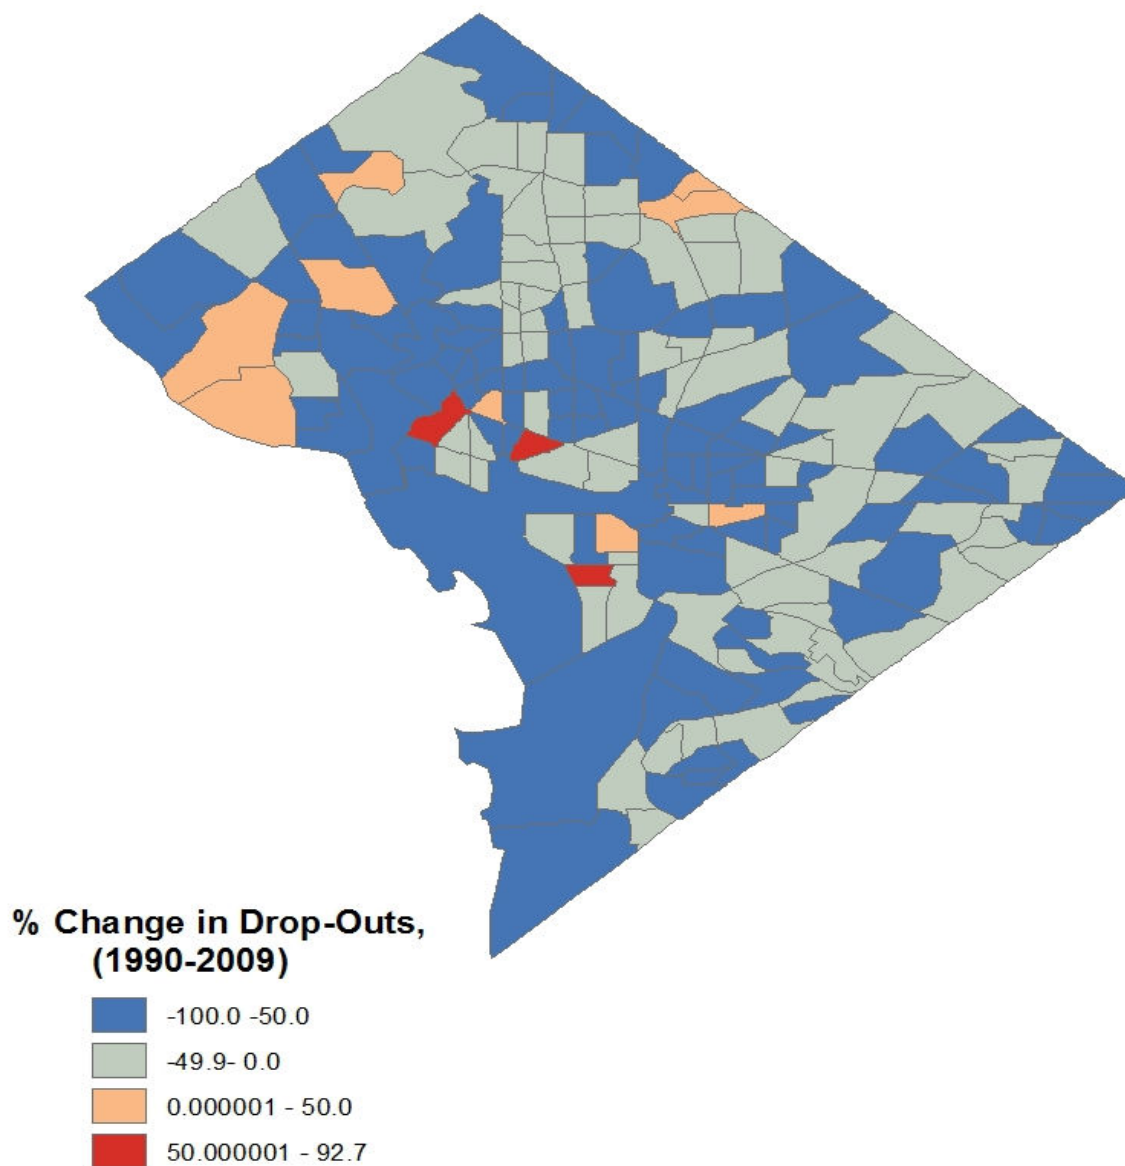 % Change in Drop-Outs,
(1990-2009)
-100.0 -50.0
-49.9- 0.0
0.000001 - 50.0
50.000001 - 92.7